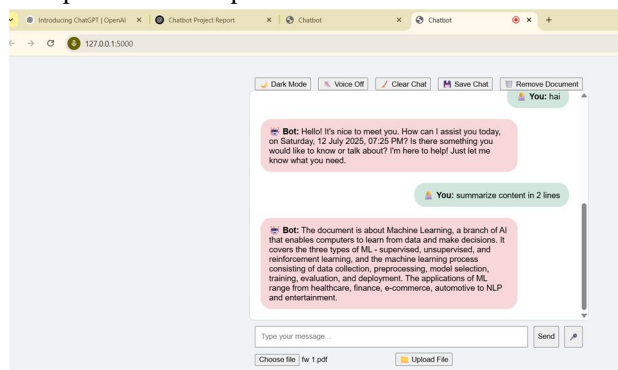 Introducing ChatGPT | OpenAI × Chatbot Project Report × Chatbot × Chatbot × +
127.0.0.1:5000
Dark Mode Voice Off Clear Chat Save Chat Remove Document
You: hai
Bot: Hello! It's nice to meet you. How can I assist you today,
on Saturday, 12 July 2025, 07:25 PM? Is there something you
would like to know or talk about? I'm here to help! Just let me
know what you need.
You: summarize content in 2 lines
Bot: The document is about Machine Learning, a branch of AI
that enables computers to learn from data and make decisions. It
covers the three types of ML - supervised, unsupervised, and
reinforcement learning, and the machine learning process
consisting of data collection, preprocessing, model selection,
training, evaluation, and deployment. The applications of ML
range from healthcare, finance, e-commerce, automotive to NLP
and entertainment.
Type your message...
Send
Choose file fw 1.pdf Upload File